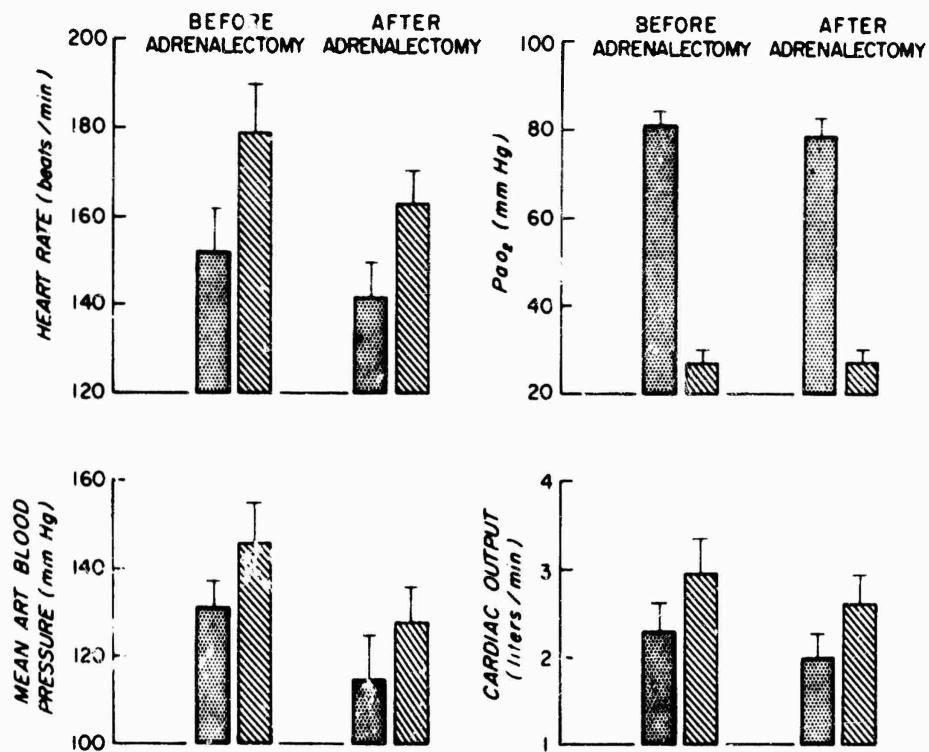 BEFORE
ADRENALECTOMY
AFTER
ADRENALECTOMY
HEART RATE (beats/min)
200
180
160
140
120
BEFORE
ADRENALECTOMY
AFTER
ADRENALECTOMY
PaO₂ (mm Hg)
100
80
60
40
20
MEAN ART BLOOD
PRESSURE (mm Hg)
160
140
120
100
CARDIAC OUTPUT
(liters/min)
4
3
2
1